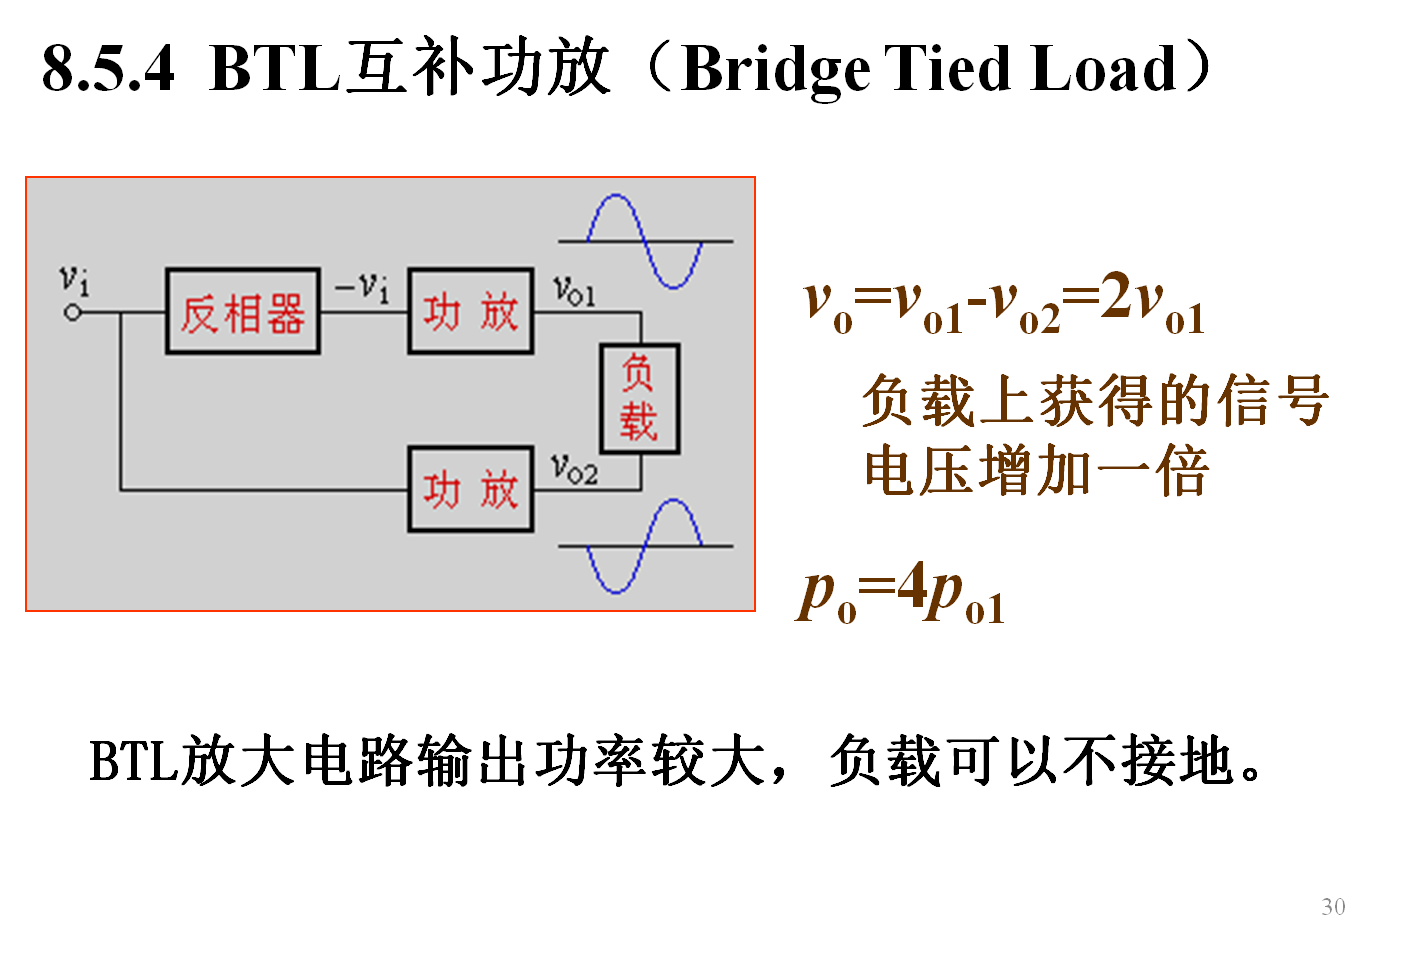 8.5.4 BTL互补功放（Bridge Tied Load）
vi
反相器
-vi
功 放
vo1
负
载
功 放
vo2
vo=vo1-vo2=2vo1
负载上获得的信号
电压增加一倍
po=4po1
BTL放大电路输出功率较大，负载可以不接地。
30